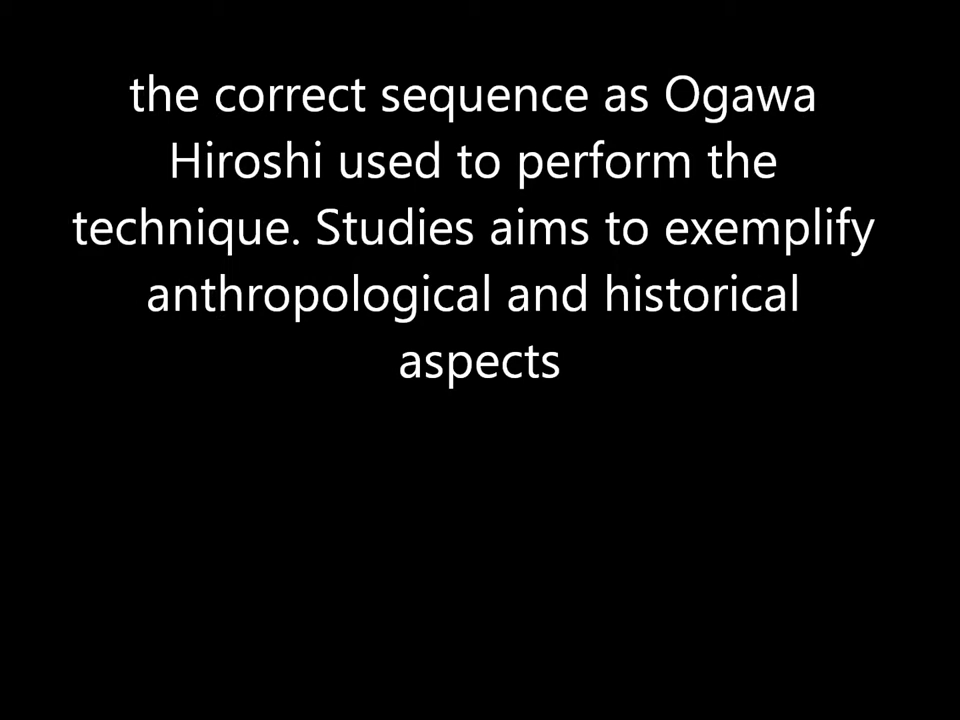 the correct sequence as Ogawa
Hiroshi used to perform the
technique. Studies aims to exemplify
anthropological and historical
aspects